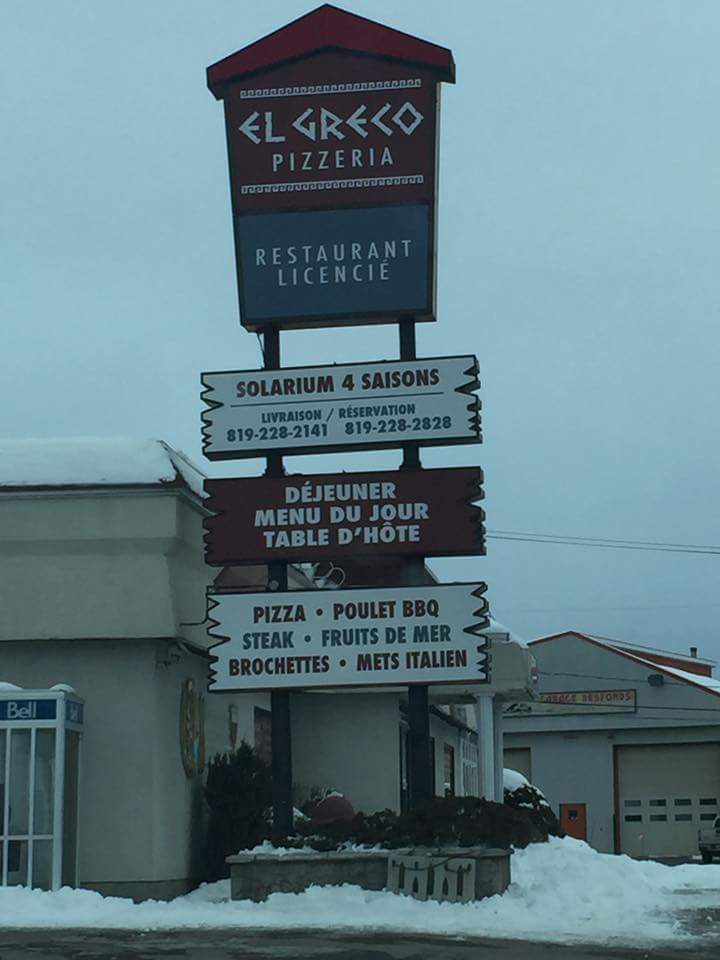 EL GRECO
PIZZERIA
RESTAURANT
LICENCIÉ
SOLARIUM 4 SAISONS
LIVRAISON / RÉSERVATION
819-228-2141 819-228-2828
DÉJEUNER
MENU DU JOUR
TABLE D'HÔTE
PIZZA • POULET BBQ
STEAK • FRUITS DE MER
BROCHETTES • METS ITALIEN
Bell
GARAGE